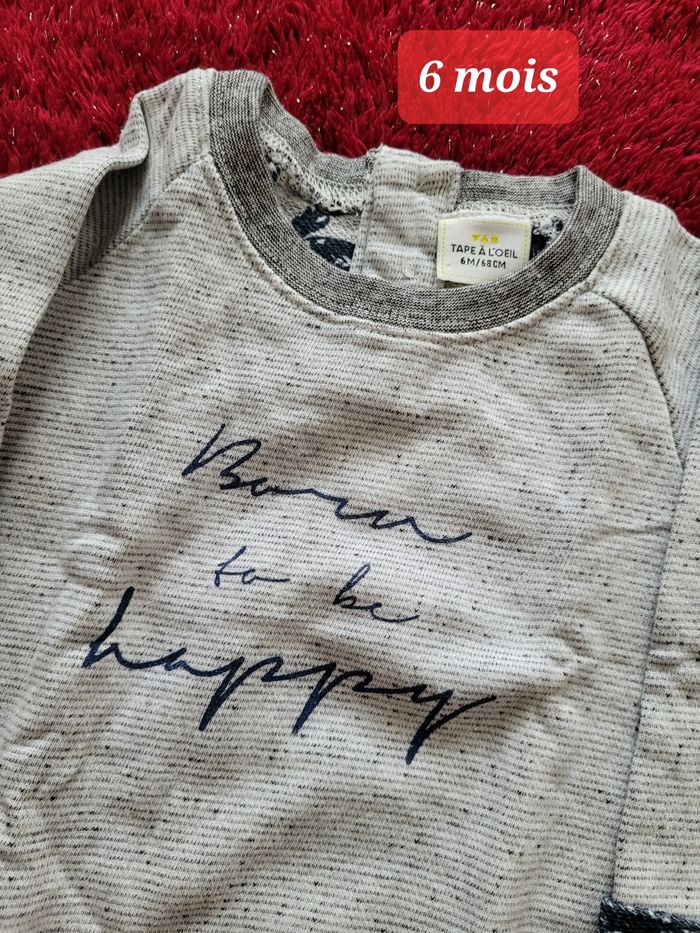 6 mois
TAPE À L'OEIL
6M/68CM
Born
to be
happy